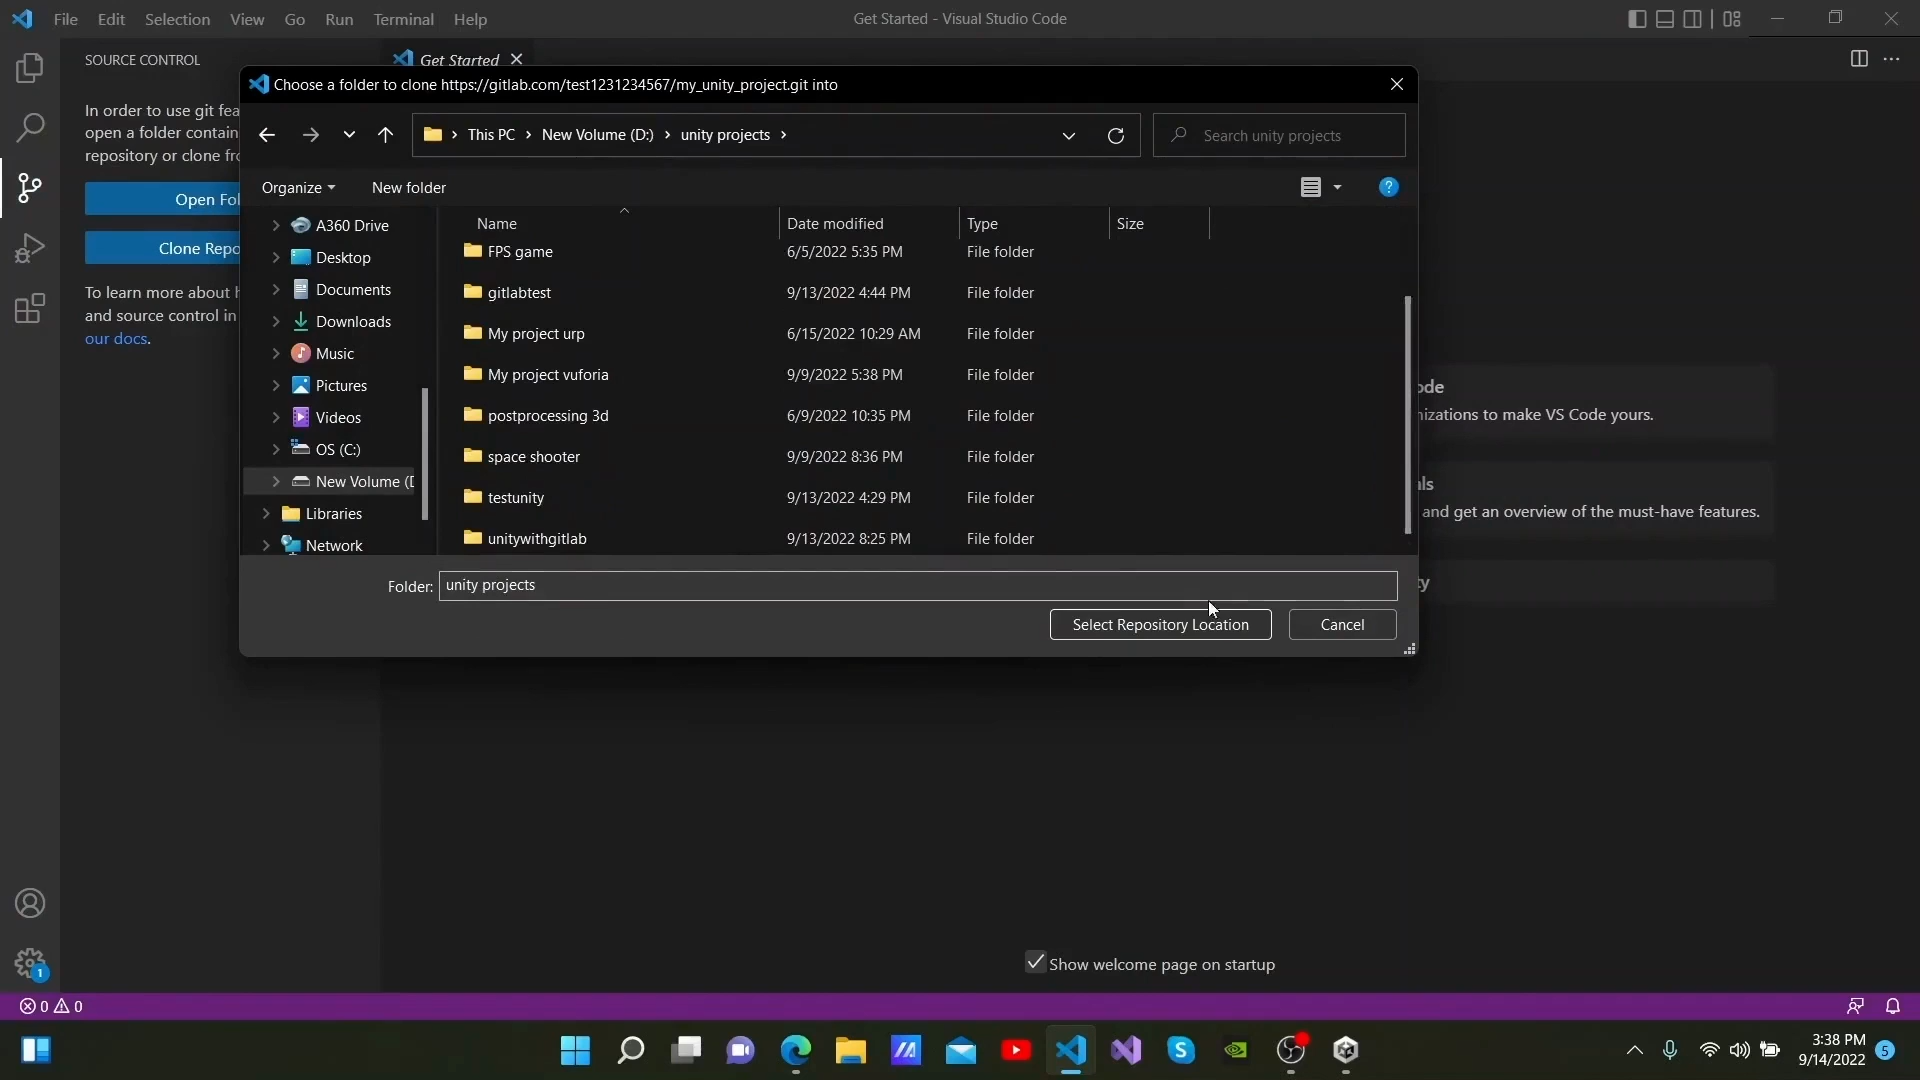 File Edit Selection View Go Run Terminal Help
Get Started - Visual Studio Code
SOURCE CONTROL
Get Started
In order to use git fea
open a folder contain
repository or clone fr
Open Fol
Clone Repo
To learn more about h
and source control in
our docs.
Choose a folder to clone https://gitlab.com/test1231234567/my_unity_project.git into
This PC > New Volume (D:) > unity projects >
Search unity projects
Organize
New folder
A360 Drive
Desktop
Documents
Downloads
Music
Pictures
Videos
OS (C:)
New Volume (D
Libraries
Network
Name Date modified Type Size
FPS game 6/5/2022 5:35 PM File folder
gitlabtest 9/13/2022 4:44 PM File folder
My project urp 6/15/2022 10:29 AM File folder
My project vuforia 9/9/2022 5:38 PM File folder
postprocessing 3d 6/9/2022 10:35 PM File folder
space shooter 9/9/2022 8:36 PM File folder
testunity 9/13/2022 4:29 PM File folder
unitywithgitlab 9/13/2022 8:25 PM File folder
Folder: unity projects
Select Repository Location
Cancel
ode
nizations to make VS Code yours.
als
and get an overview of the must-have features.
ty
Show welcome page on startup
1
0 0
3:38 PM
9/14/2022
5